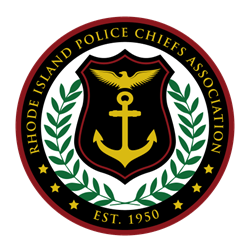 RHODE ISLAND POLICE CHIEFS ASSOCIATION
EST. 1950